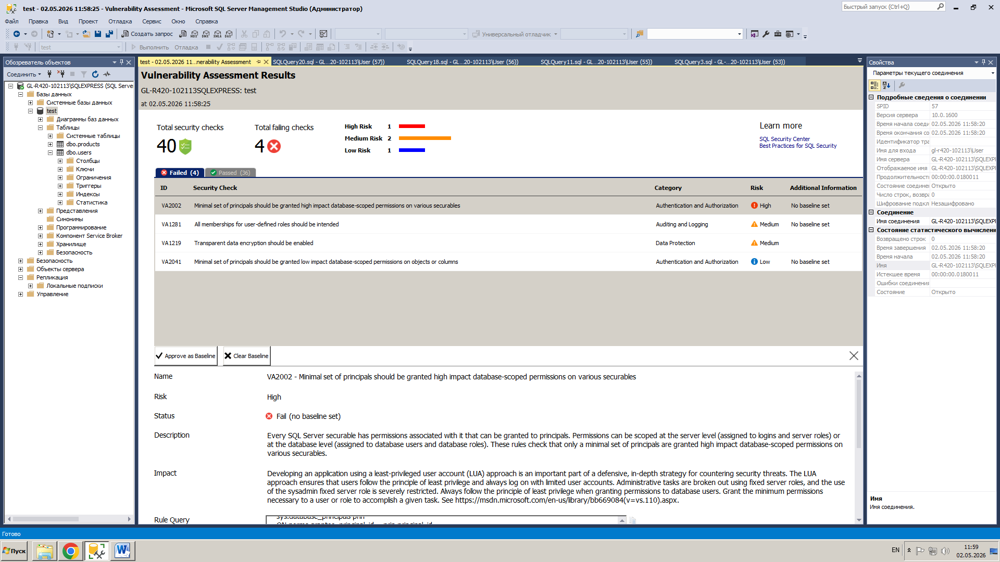 test - 02.05.2026 11:58:25 - Vulnerability Assessment - Microsoft SQL Server Management Studio (Администратор)
Быстрый запуск (Ctrl+Q)
Файл Правка Вид Проект Отладка Сервис Окно Справка
Создать запрос MDX DMX XMLA DAX Универсальный отладчик
test Выполнить Отладка
Обозреватель объектов
Соединить
GL-R420-102113\SQLEXPRESS (SQL Serve
Базы данных
Системные базы данных
test
Диаграммы баз данных
Таблицы
Системные таблицы
dbo.products
dbo.users
Столбцы
Ключи
Ограничения
Триггеры
Индексы
Статистика
Представления
Синонимы
Программирование
Компонент Service Broker
Хранилище
Безопасность
Безопасность
Объекты сервера
Репликация
Локальные подписки
Управление
test - 02.05.2026 11...nerability Assessment SQLQuery20.sql - GL...20-102113\User (57)) SQLQuery18.sql - GL...20-102113\User (56)) SQLQuery11.sql - GL...20-102113\User (55)) SQLQuery3.sql - GL-...20-102113\User (53))
Vulnerability Assessment Results
GL-R420-102113SQLEXPRESS: test
at 02.05.2026 11:58:25
Total security checks
40
Total failing checks
4
High Risk 1
Medium Risk 2
Low Risk 1
Learn more
SQL Security Center
Best Practices for SQL Security
Failed (4) Passed (36)
ID Security Check Category Risk Additional Information
VA2002 Minimal set of principals should be granted high impact database-scoped permissions on various securables Authentication and Authorization High No baseline set
VA1281 All memberships for user-defined roles should be intended Auditing and Logging Medium No baseline set
VA1219 Transparent data encryption should be enabled Data Protection Medium
VA2041 Minimal set of principals should be granted low impact database-scoped permissions on objects or columns Authentication and Authorization Low No baseline set
Approve as Baseline Clear Baseline
Name VA2002 - Minimal set of principals should be granted high impact database-scoped permissions on various securables
Risk High
Status Fail (no baseline set)
Description Every SQL Server securable has permissions associated with it that can be granted to principals. Permissions can be scoped at the server level (assigned to logins and server roles) or
at the database level (assigned to database users and database roles). These rules check that only a minimal set of principals are granted high impact database-scoped permissions on
various securables.
Impact Developing an application using a least-privileged user account (LUA) approach is an important part of a defensive, in-depth strategy for countering security threats. The LUA
approach ensures that users follow the principle of least privilege and always log on with limited user accounts. Administrative tasks are broken out using fixed server roles, and the use
of the sysadmin fixed server role is severely restricted. Always follow the principle of least privilege when granting permissions to database users. Grant the minimum permissions
necessary to a user or role to accomplish a given task. See https://msdn.microsoft.com/en-us/library/bb669084(v=vs.110).aspx.
Rule Query
Свойства
Параметры текущего соединения
Подробные сведения о соединении
SPID 57
Версия сервера 10.0.1600
Время начала соеди 02.05.2026 11:58:20
Время окончания со 02.05.2026 11:58:20
Идентификатор тра
Имя для входа gl-r420-102113\User
Имя сервера GL-R420-102113\SQLEXPI
Отображаемое имя GL-R420-102113\SQLEXPI
Продолжительност 00:00:00.0180011
Состояние соедине Открыто
Число строк, возвра 0
Шифрование подкл Незашифровано
Соединение
Имя соединения GL-R420-102113\SQLEXPI
Состояние статистического вычислени
Возвращено строк 0
Время завершения 02.05.2026 11:58:20
Время начала 02.05.2026 11:58:20
Имя GL-R420-102113\SQLEXPI
Истекшее время 00:00:00.0180011
Ошибки соединения
Состояние Открыто
Имя
Имя соединения.
Готово
Пуск
EN
11:59
02.05.2026